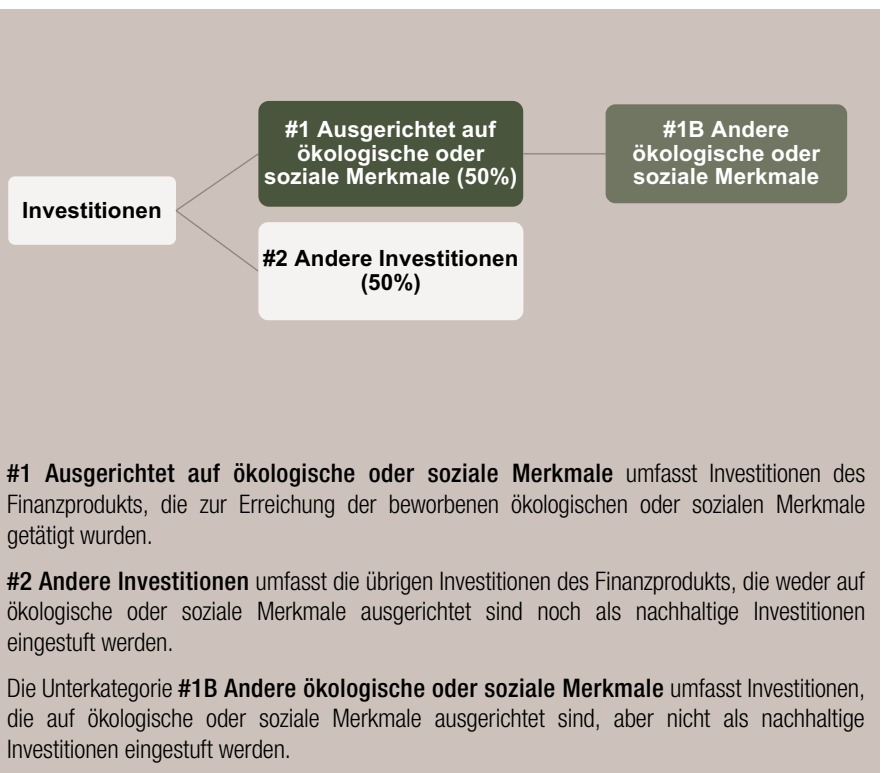 #1 Ausgerichtet auf
ökologische oder
soziale Merkmale (50%)
#1B Andere
ökologische oder
soziale Merkmale
Investitionen
#2 Andere Investitionen
(50%)
#1 Ausgerichtet auf ökologische oder soziale Merkmale umfasst Investitionen des
Finanzprodukts, die zur Erreichung der beworbenen ökologischen oder sozialen Merkmale
getätigt wurden.
#2 Andere Investitionen umfasst die übrigen Investitionen des Finanzprodukts, die weder auf
ökologische oder soziale Merkmale ausgerichtet sind noch als nachhaltige Investitionen
eingestuft werden.
Die Unterkategorie #1B Andere ökologische oder soziale Merkmale umfasst Investitionen,
die auf ökologische oder soziale Merkmale ausgerichtet sind, aber nicht als nachhaltige
Investitionen eingestuft werden.